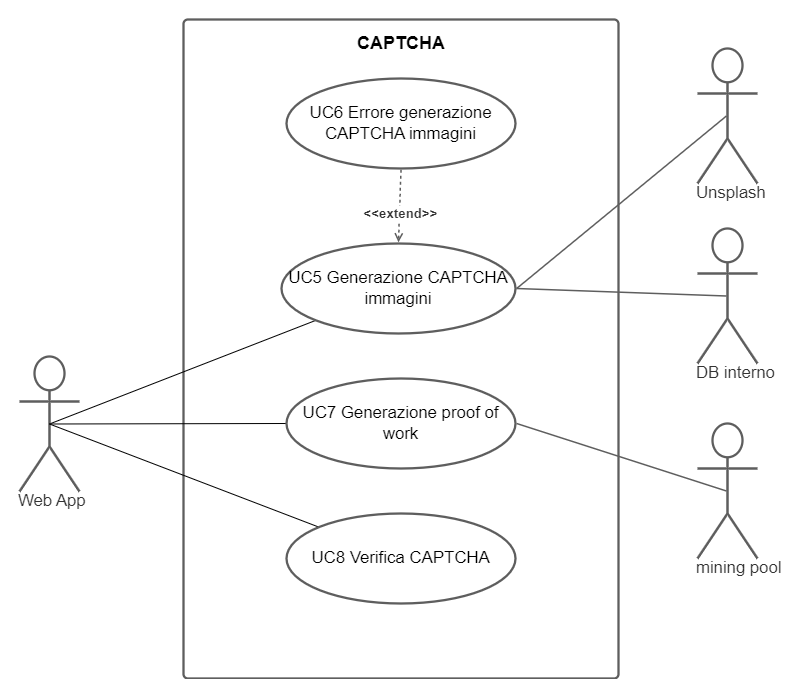 CAPTCHA
UC6 Errore generazione
CAPTCHA immagini
<<extend>>
UC5 Generazione CAPTCHA
immagini
UC7 Generazione proof of
work
UC8 Verifica CAPTCHA
Web App
Unsplash
DB interno
mining pool